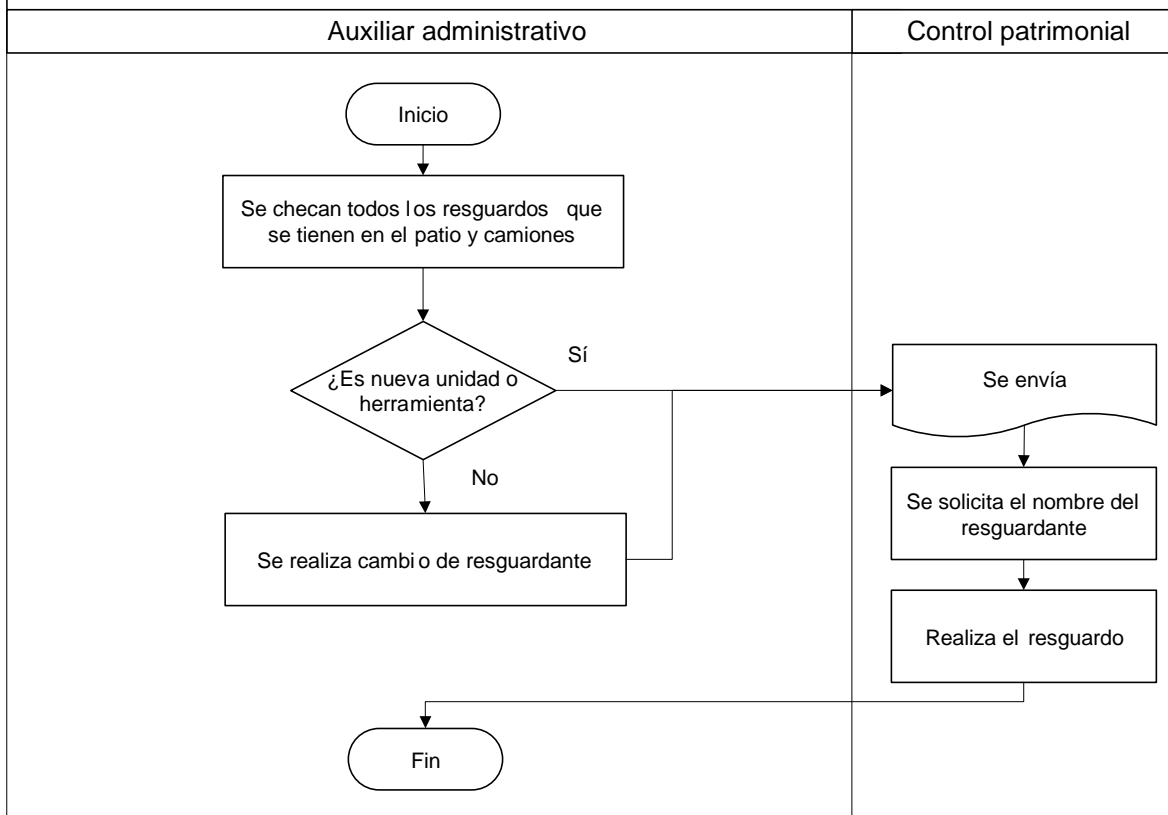 Auxiliar administrativo
Control patrimonial
Inicio
Se checan todos los resguardos que
se tienen en el patio y camiones
¿Es nueva unidad o
herramienta?
Sí
No
Se realiza cambio de resguardante
Se envía
Se solicita el nombre del
resguardante
Realiza el resguardo
Fin